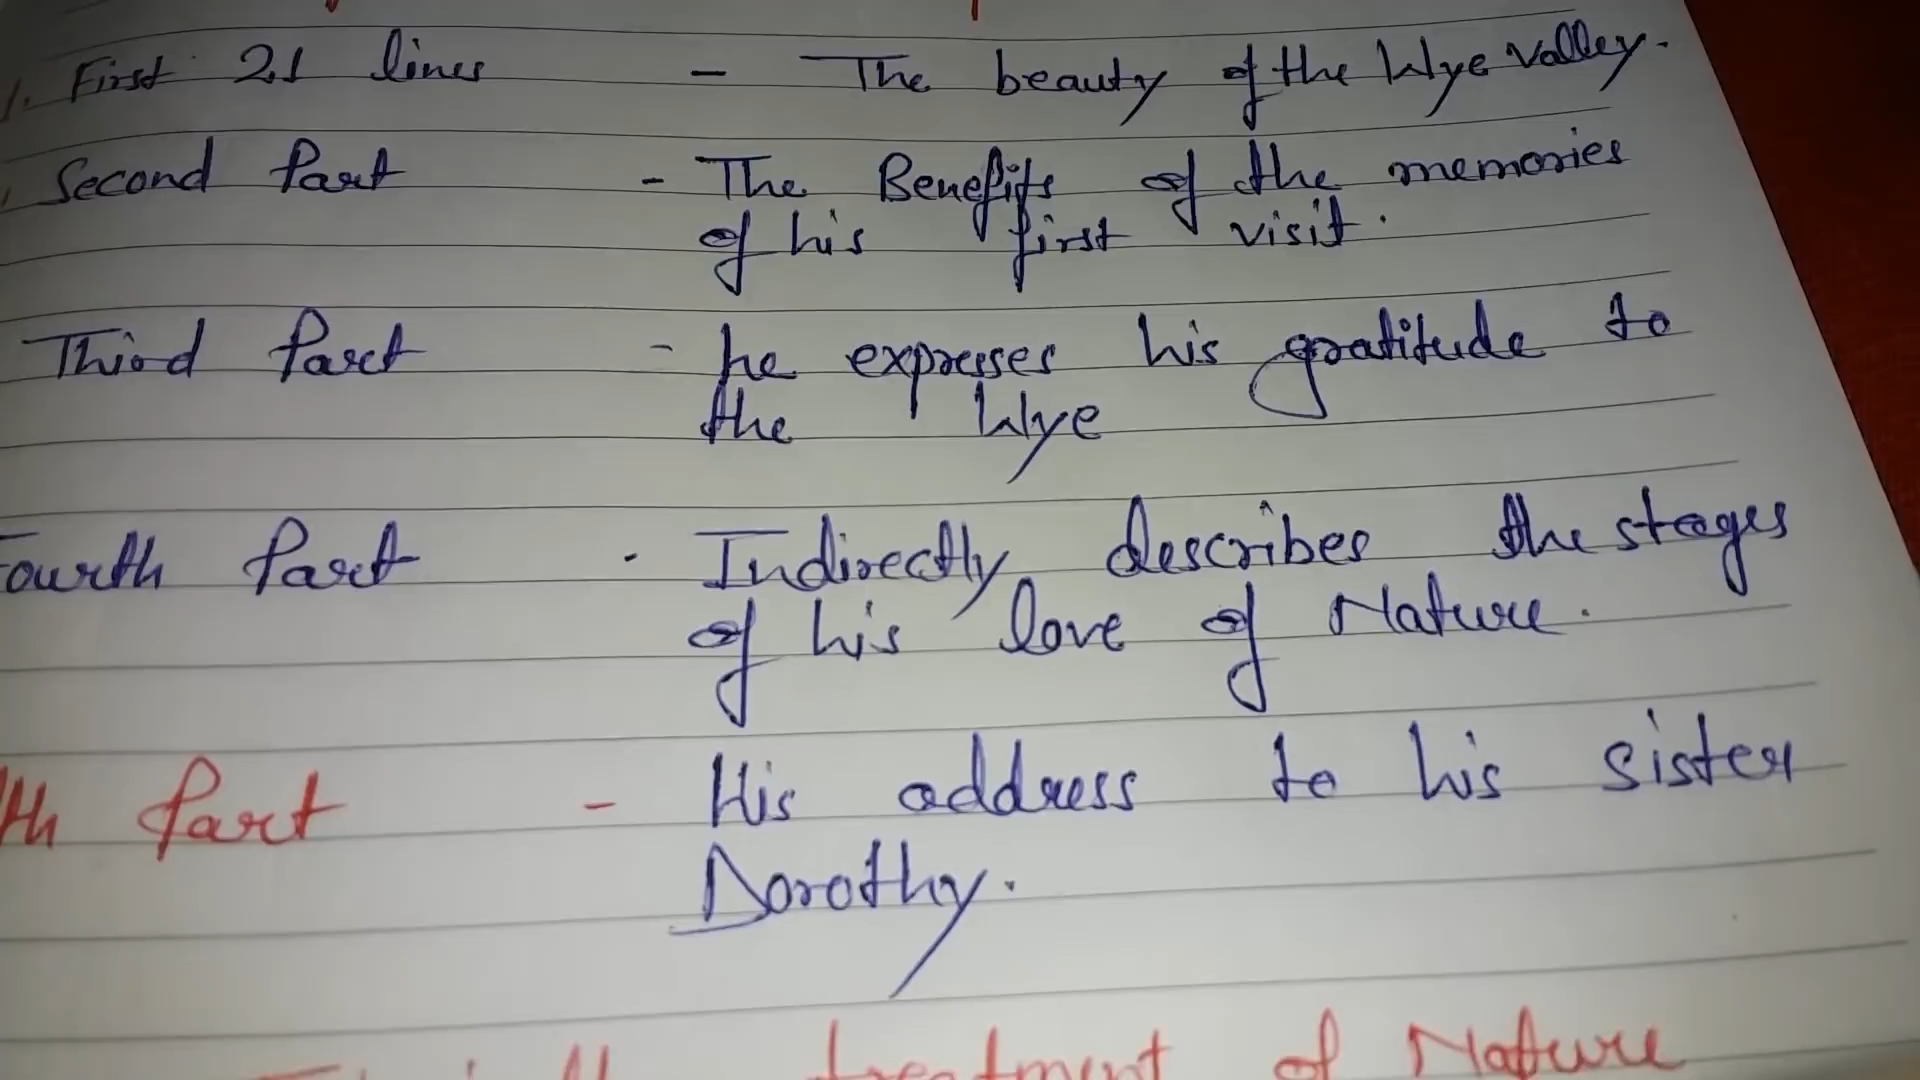 1. First 21 lines - The beauty of the Wye Valley.
Second Part - The Benefits of the memories
of his first visit.
Third Part - he expresses his gratitude to
the Wye
Fourth Part - Indirectly describes the stages
of his love of Nature.
th Part - His address to his sister
Dorothy.
treatment of Nature